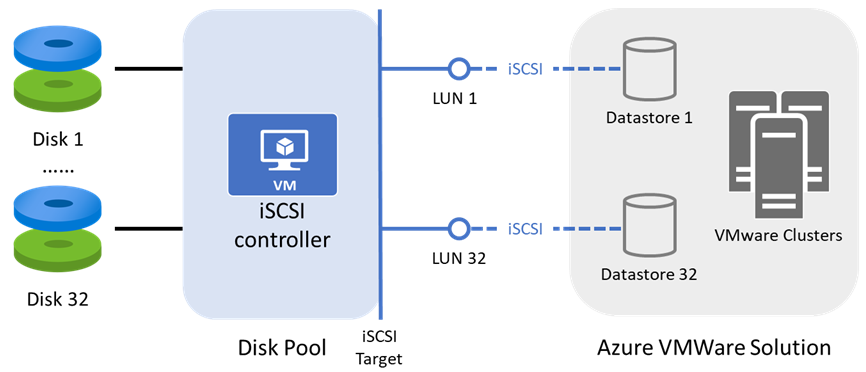 Disk 1
......
Disk 32
VM
iSCSI
controller
Disk Pool
iSCSI
Target
LUN 1
iSCSI
LUN 32
iSCSI
Datastore 1
Datastore 32
VMware Clusters
Azure VMWare Solution